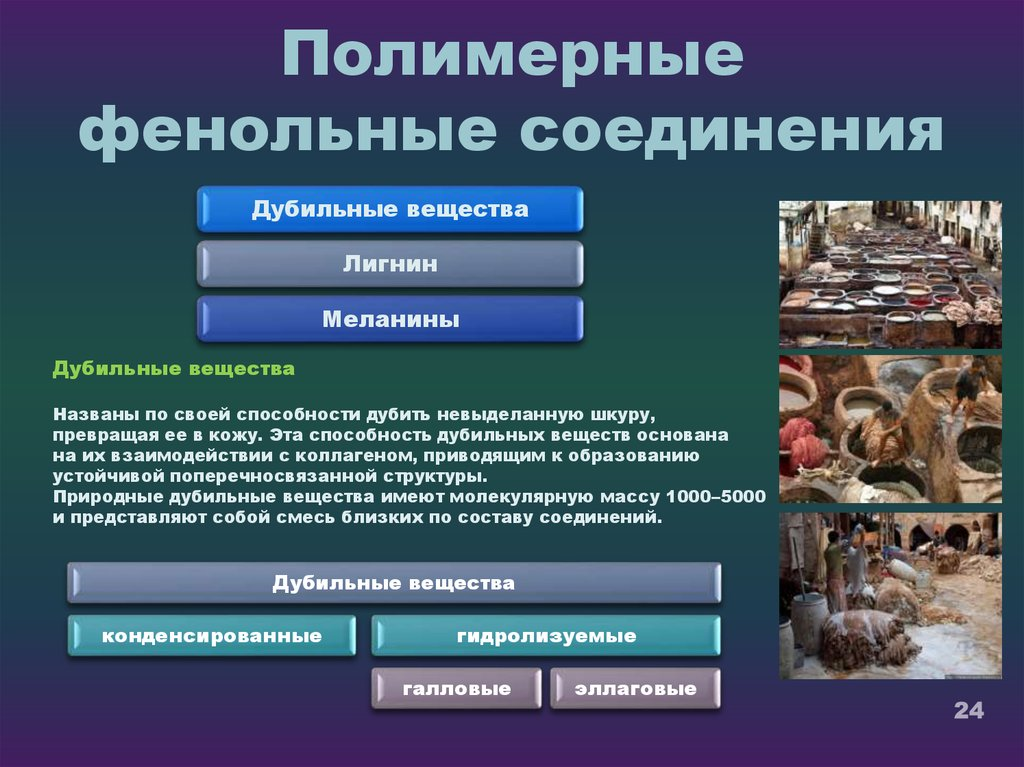 Полимерные
фенольные соединения
Дубильные вещества
Лигнин
Меланины
Дубильные вещества
Названы по своей способности дубить невыделанную шкуру,
превращая ее в кожу. Эта способность дубильных веществ основана
на их взаимодействии с коллагеном, приводящим к образованию
устойчивой поперечносвязанной структуры.
Природные дубильные вещества имеют молекулярную массу 1000–5000
и представляют собой смесь близких по составу соединений.
Дубильные вещества
конденсированные
гидролизуемые
галловые
эллаговые
24